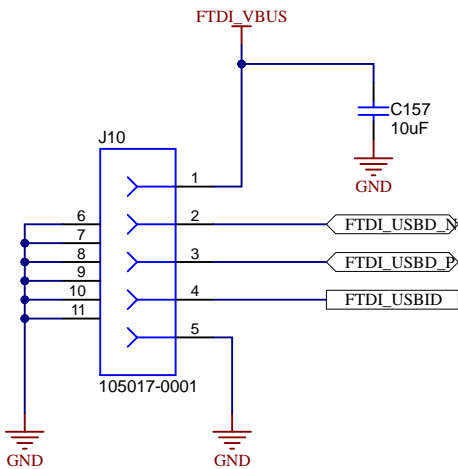 FTDI_VBUS
C157
10uF
GND
J10
1
6
2
FTDI_USBD_N
7
8
3
FTDI_USBD_P
9
10
4
FTDI_USBID
11
5
105017-0001
GND
GND